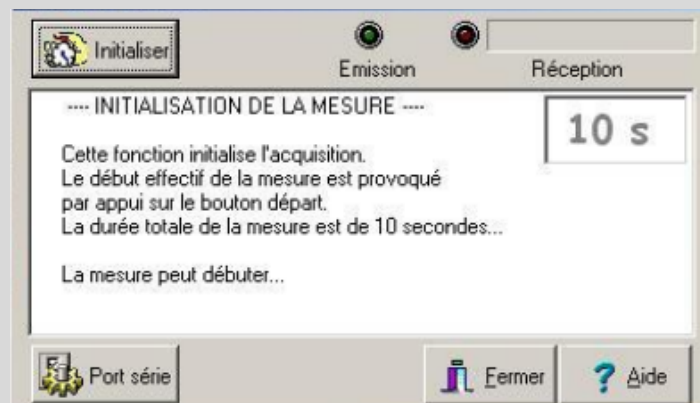 Initialiser
Emission
Réception
---- INITIALISATION DE LA MESURE ----
10 s
Cette fonction initialise l'acquisition.
Le début effectif de la mesure est provoqué
par appui sur le bouton départ.
La durée totale de la mesure est de 10 secondes...
La mesure peut débuter...
Port série
Fermer
Aide